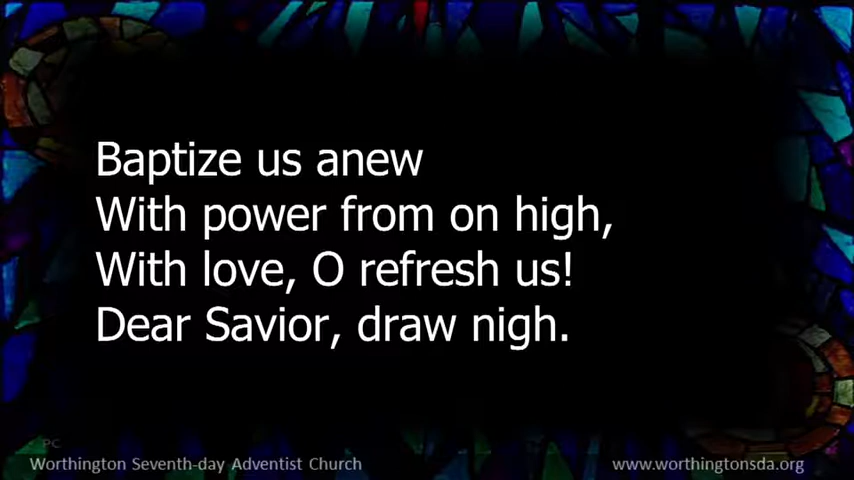 Baptize us anew
With power from on high,
With love, O refresh us!
Dear Savior, draw nigh.
PC
Worthington Seventh-day Adventist Church
www.worthingtonsda.org